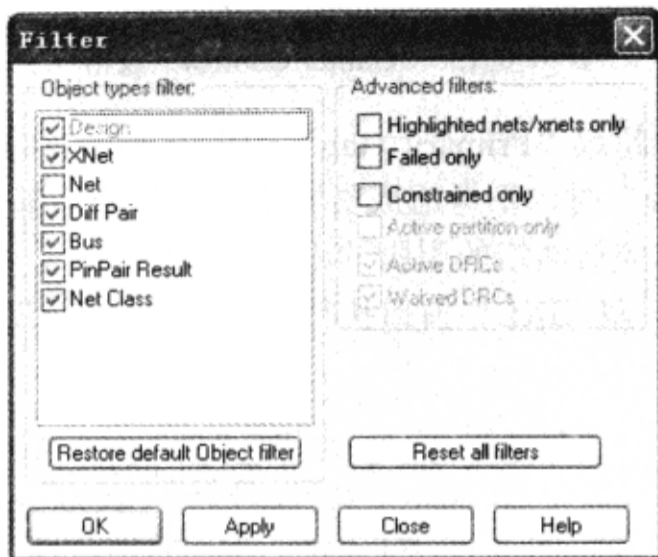 Filter
Object types filter:
Design
XNet
Net
Diff Pair
Bus
PinPair Result
Net Class
Restore default Object filter
Advanced filters:
Highlighted nets/xnets only
Failed only
Constrained only
Active partition only
Active DRCs
Waived DRCs
Reset all filters
OK
Apply
Close
Help